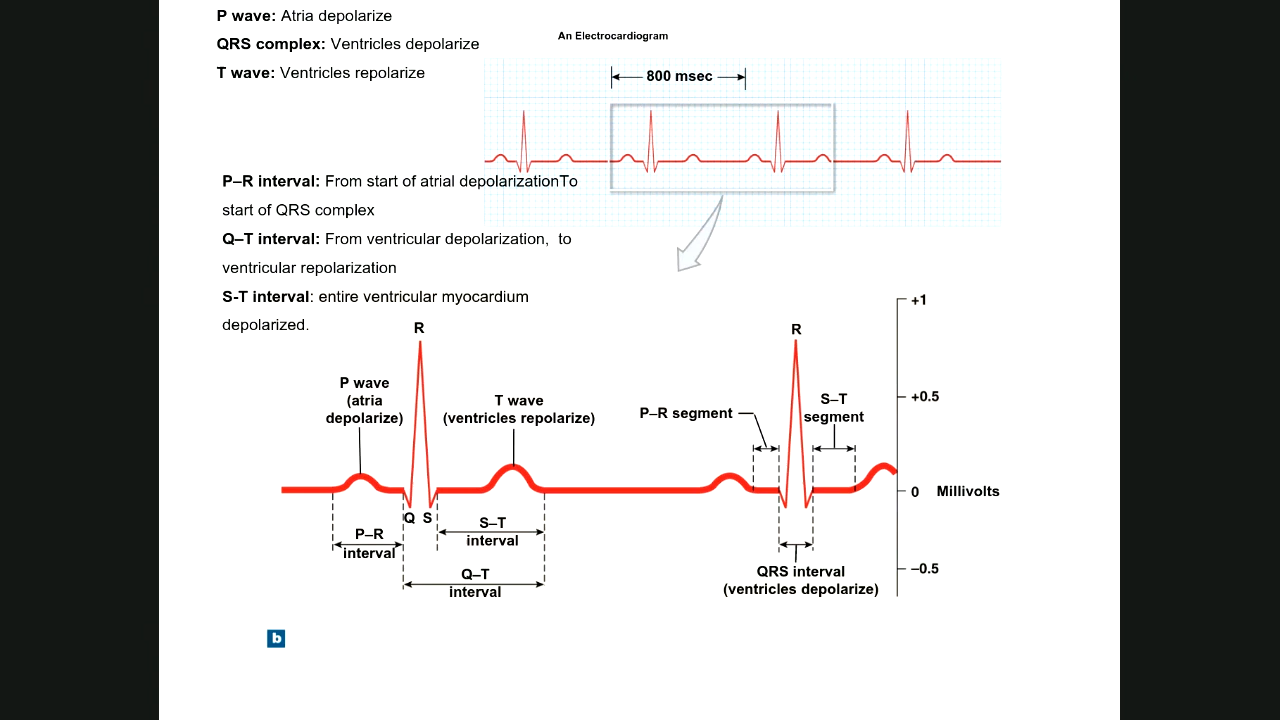 P wave: Atria depolarize
QRS complex: Ventricles depolarize
T wave: Ventricles repolarize
An Electrocardiogram
800 msec
P–R interval: From start of atrial depolarizationTo
start of QRS complex
Q–T interval: From ventricular depolarization,  to
ventricular repolarization
S-T interval: entire ventricular myocardium
depolarized.
R
P wave
(atria
depolarize)
T wave
(ventricles repolarize)
Q S
P–R
interval
S–T
interval
Q–T
interval
R
P–R segment
S–T
segment
QRS interval
(ventricles depolarize)
+1
+0.5
0 Millivolts
–0.5
b